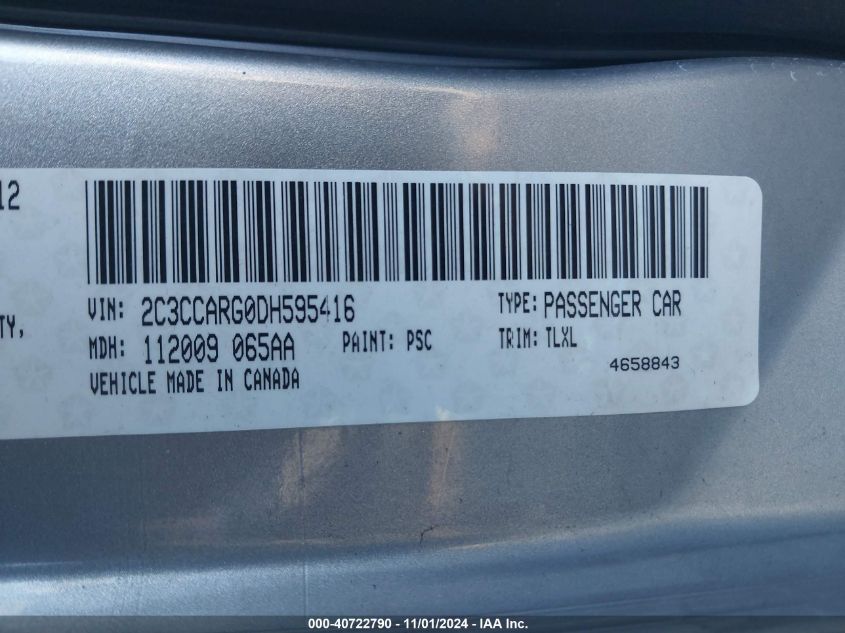 12
VIN: 2C3CCARG0DH595416 TYPE: PASSENGER CAR
TY,
MDH: 112009 065AA PAINT: PSC TRIM: TLXL
4658843
VEHICLE MADE IN CANADA
000-40722790 - 11/01/2024 - IAA Inc.